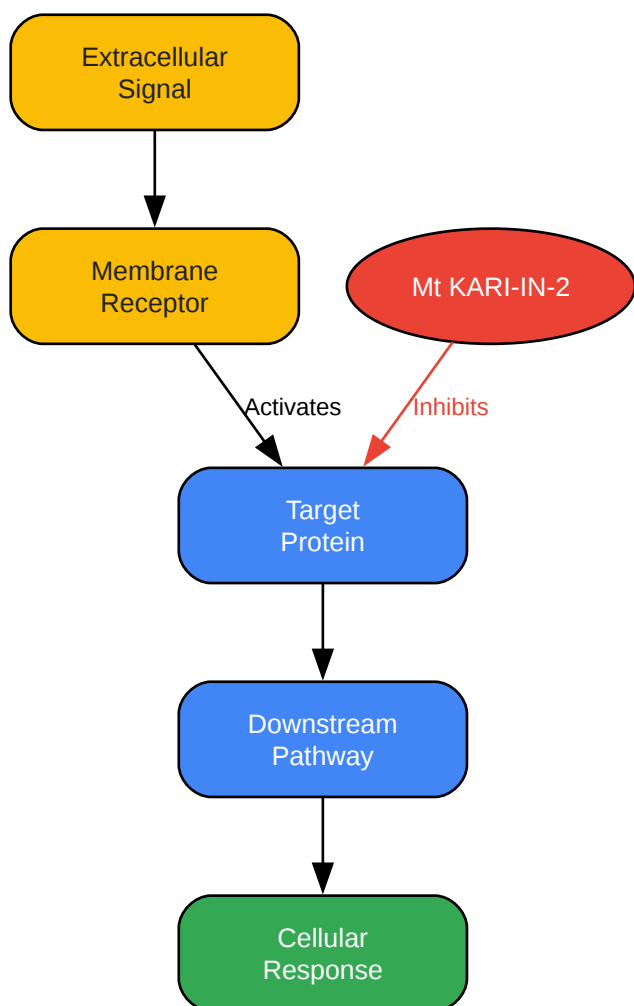 Extracellular
Signal
Membrane
Receptor
Mt KARI-IN-2
Activates
Inhibits
Target
Protein
Downstream
Pathway
Cellular
Response